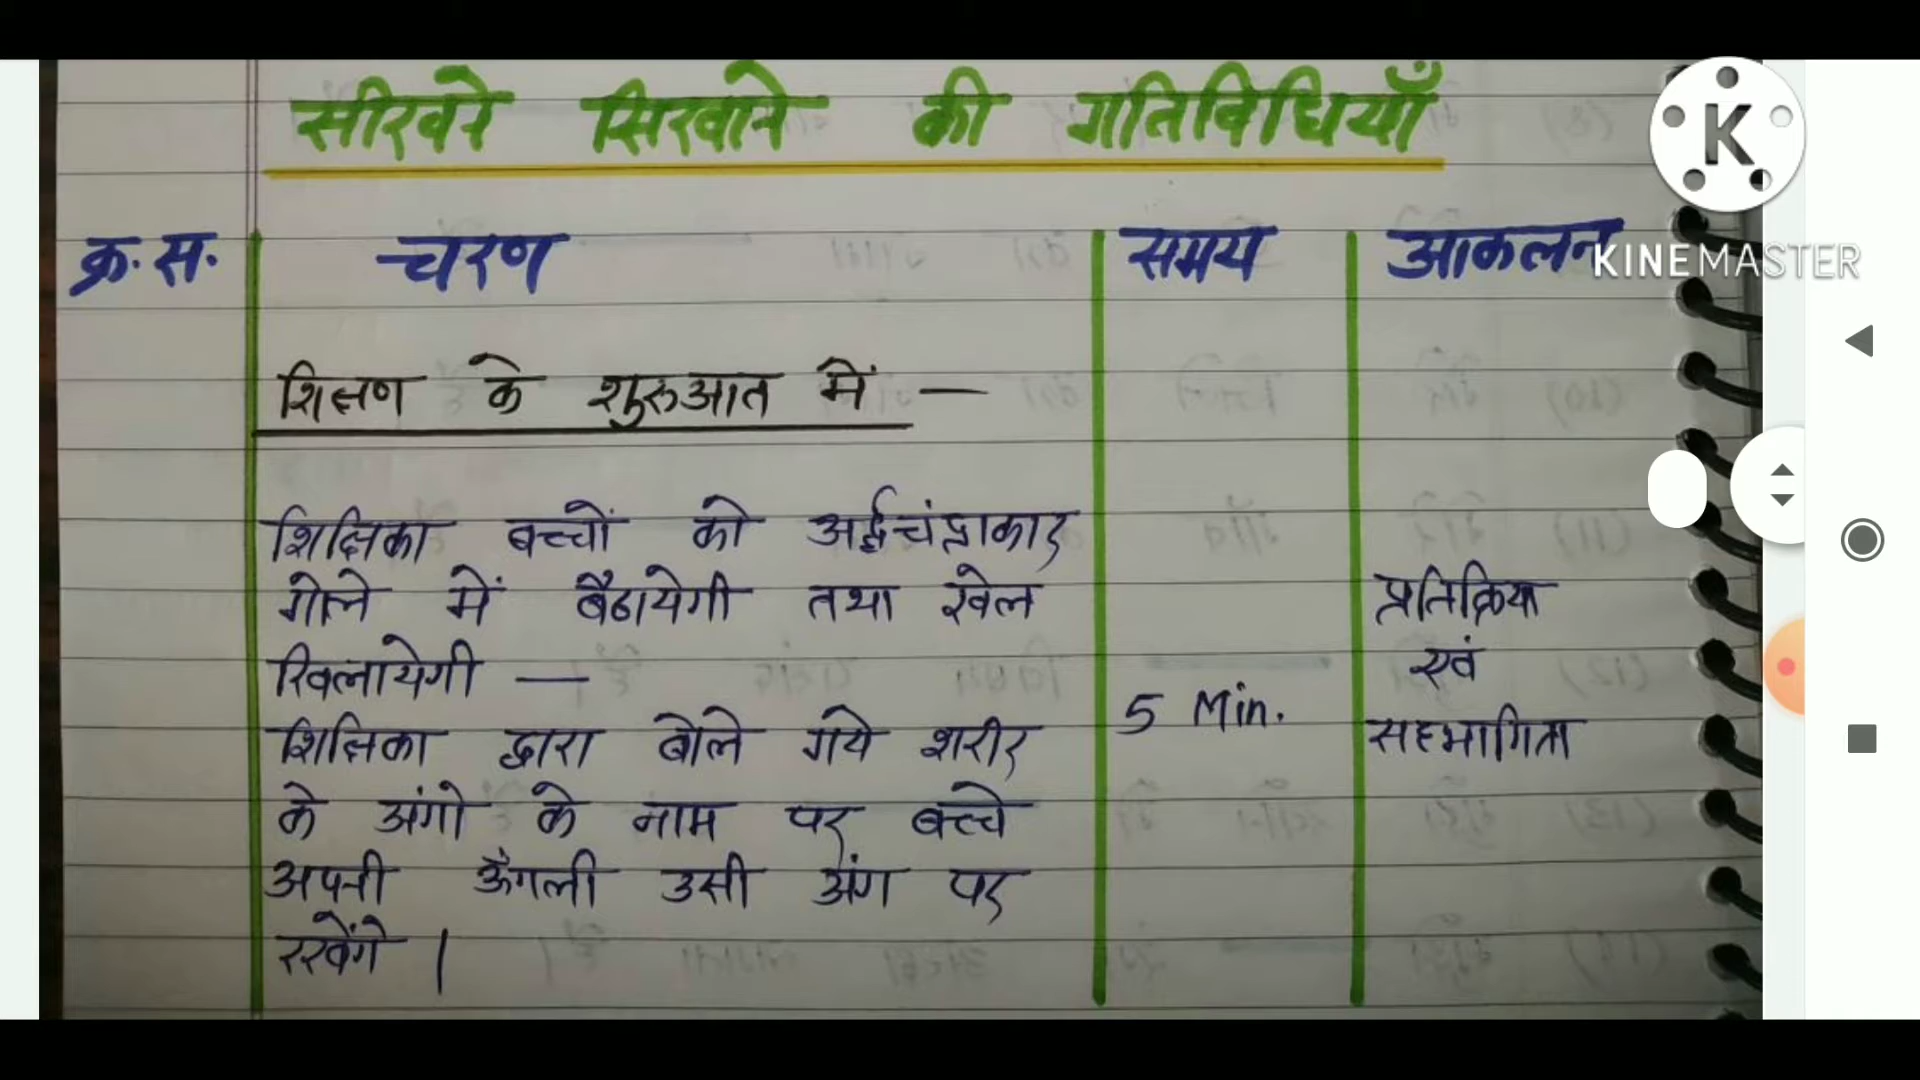 सीखने सिखाने की गतिविधियाँ
क्र. स. चरण समय आकलन
KINEMASTER
शिक्षण के शुरुआत में —
शिक्षिका बच्चों को अर्द्धचंद्राकार
गोले में बैठायेगी तथा खेल
खिलायेगी —
शिक्षिका द्वारा बोले गये शरीर
के अंगो के नाम पर बच्चे
अपनी ऊँगली उसी अंग पर
रखेंगे |
5 Min.
प्रतिक्रिया
एवं
सहभागिता